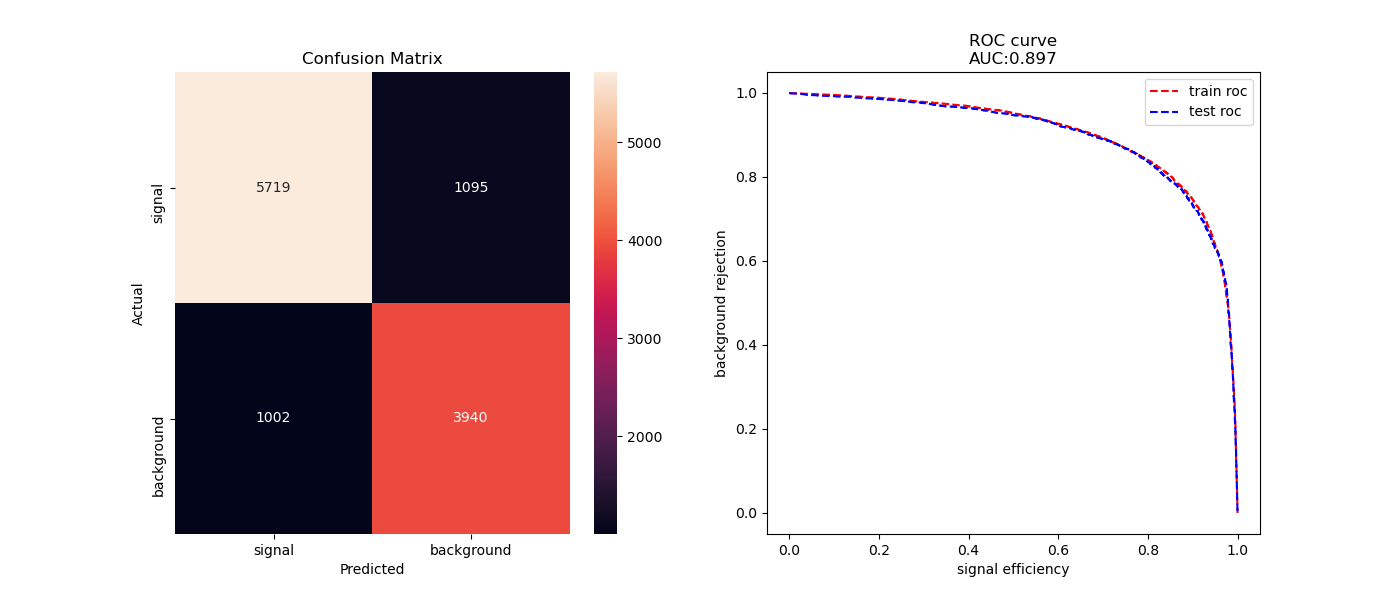 Confusion Matrix
signal
background
Actual
5719
1095
1002
3940
signal
background
Predicted
5000
4000
3000
2000
ROC curve
AUC:0.897
train roc
test roc
background rejection
1.0
0.8
0.6
0.4
0.2
0.0
0.0
0.2
0.4
0.6
0.8
1.0
signal efficiency